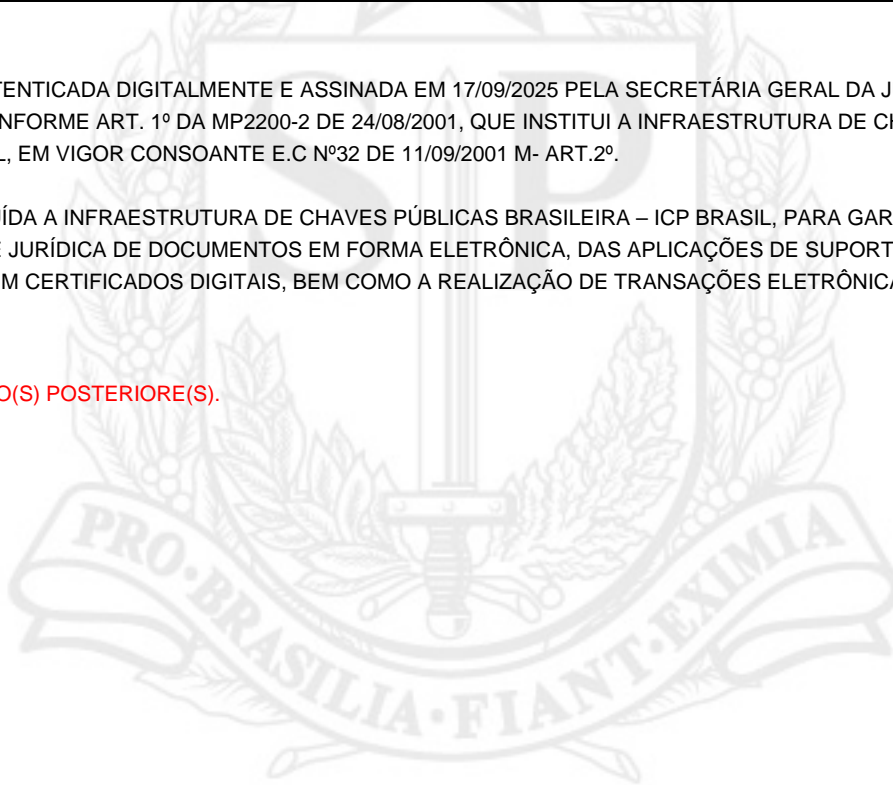 TENTICADA DIGITALMENTE E ASSINADA EM 17/09/2025 PELA SECRETÁRIA GERAL DA J
NFORME ART. 1º DA MP2200-2 DE 24/08/2001, QUE INSTITUI A INFRAESTRUTURA DE CH
L, EM VIGOR CONSOANTE E.C Nº32 DE 11/09/2001 M- ART.2º.
ÍDA A INFRAESTRUTURA DE CHAVES PÚBLICAS BRASILEIRA – ICP BRASIL, PARA GAR
E JURÍDICA DE DOCUMENTOS EM FORMA ELETRÔNICA, DAS APLICAÇÕES DE SUPORT
M CERTIFICADOS DIGITAIS, BEM COMO A REALIZAÇÃO DE TRANSAÇÕES ELETRÔNICA
O(S) POSTERIORE(S).
SP
PRO·BRASILIA·FIANT·EXIMIA